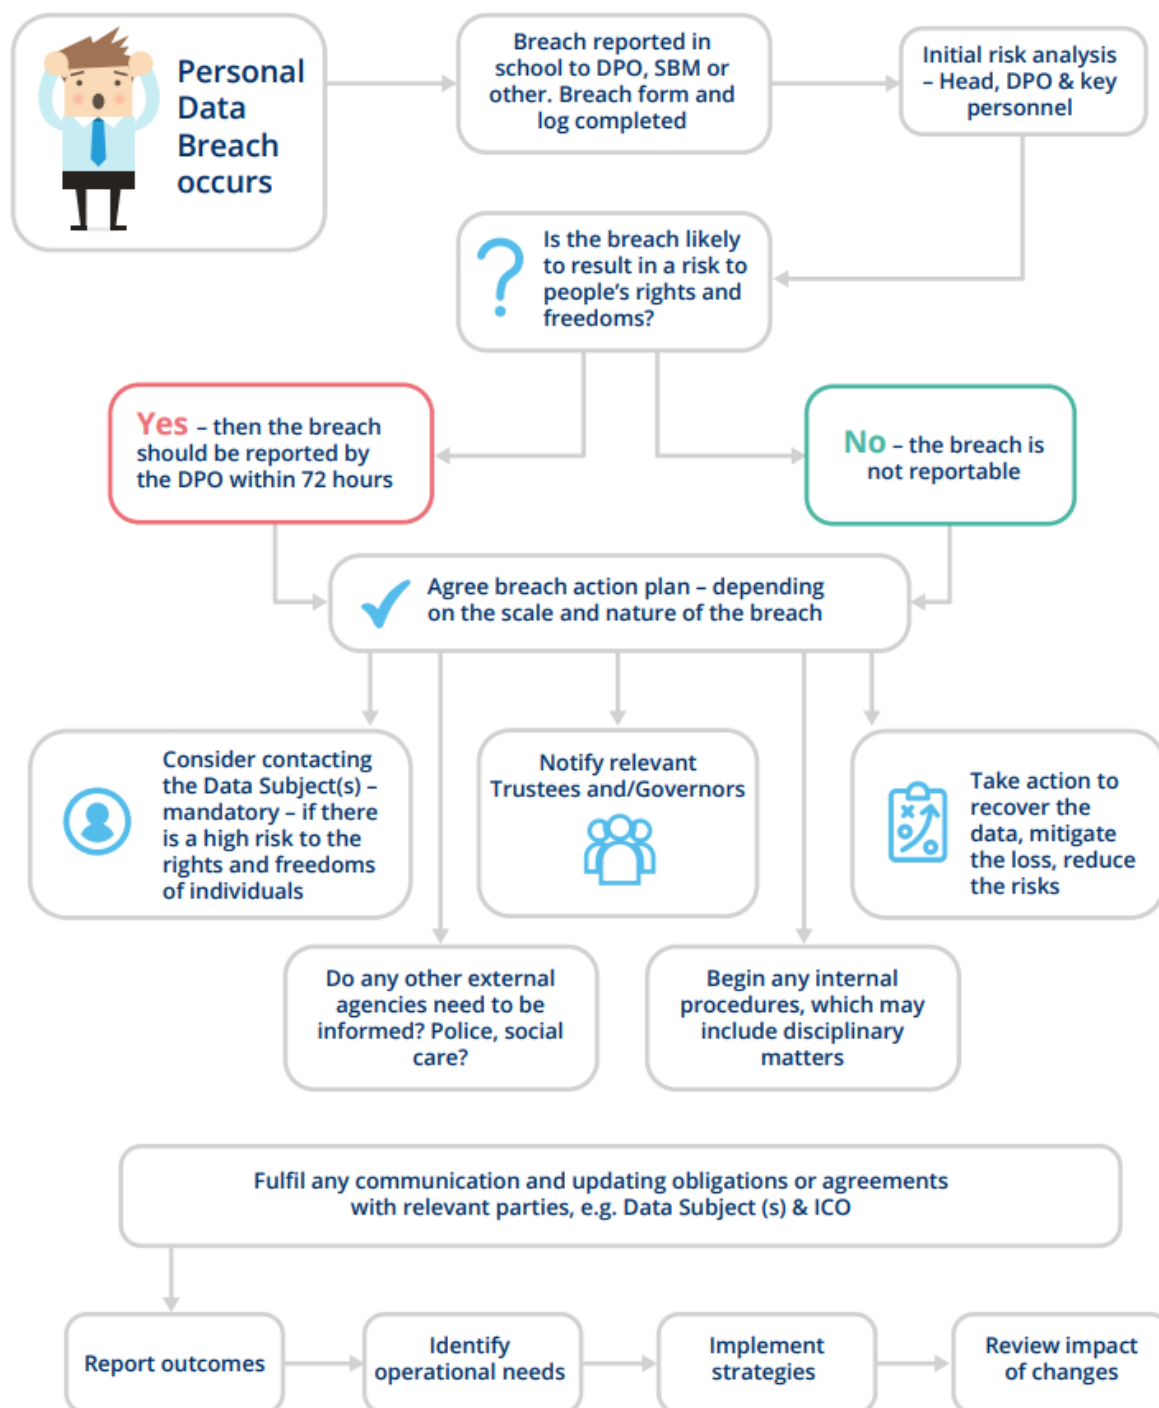 Personal
Data
Breach
occurs
Breach reported in
school to DPO, SBM or
other. Breach form and
log completed
Initial risk analysis
– Head, DPO & key
personnel
Is the breach likely
to result in a risk to
people's rights and
freedoms?
Yes – then the breach
should be reported by
the DPO within 72 hours
No – the breach is
not reportable
Agree breach action plan – depending
on the scale and nature of the breach
Consider contacting
the Data Subject(s) –
mandatory – if there
is a high risk to the
rights and freedoms
of individuals
Notify relevant
Trustees and/Governors
Take action to
recover the
data, mitigate
the loss, reduce
the risks
Do any other external
agencies need to be
informed? Police, social
care?
Begin any internal
procedures, which may
include disciplinary
matters
Fulfil any communication and updating obligations or agreements
with relevant parties, e.g. Data Subject (s) & ICO
Report outcomes
Identify
operational needs
Implement
strategies
Review impact
of changes